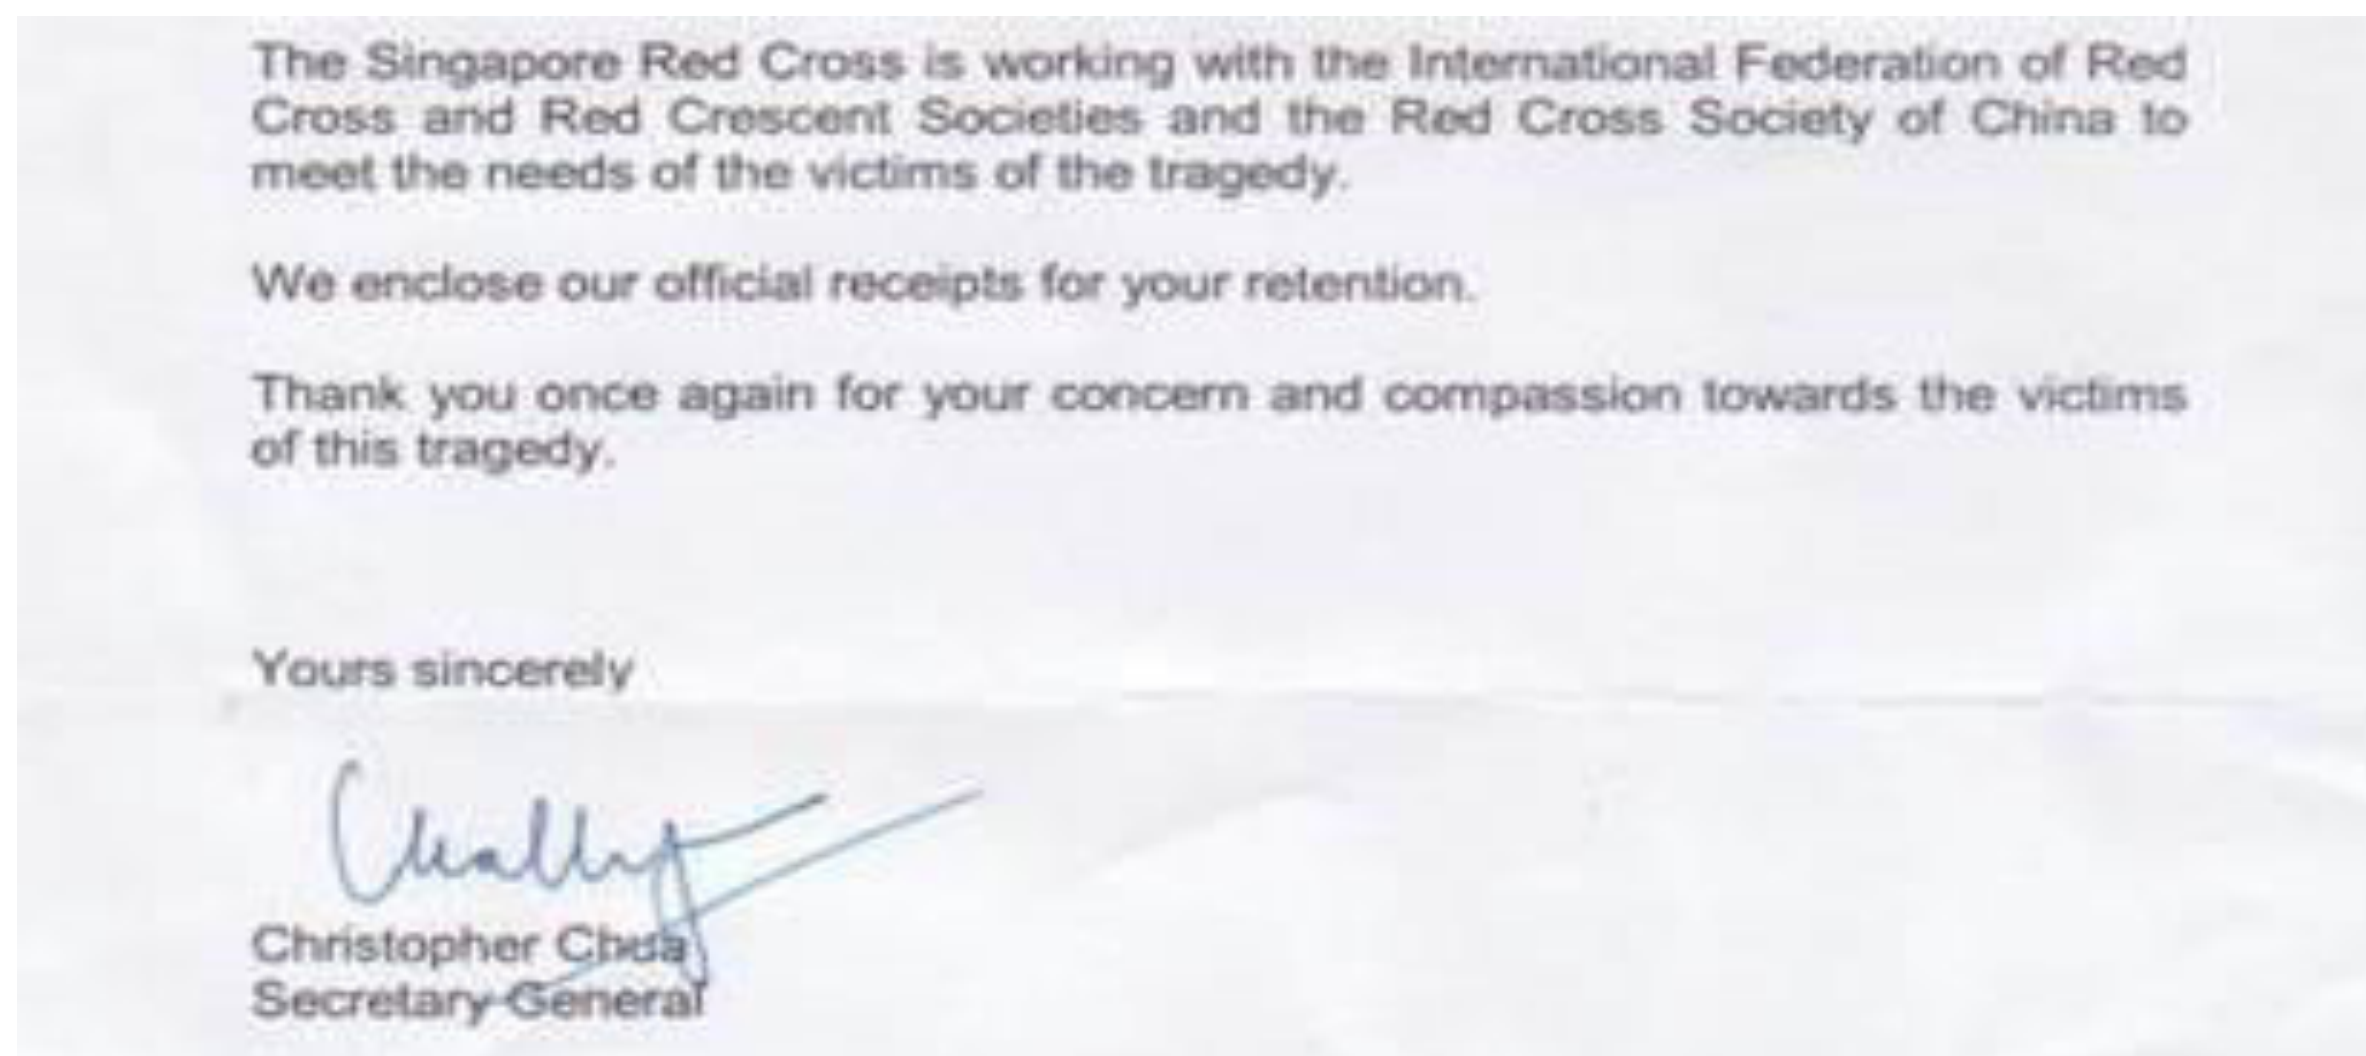 The Singapore Red Cross is working with the International Federation of Red
Cross and Red Crescent Societies and the Red Cross Society of China to
meet the needs of the victims of the tragedy.
We enclose our official receipts for your retention.
Thank you once again for your concern and compassion towards the victims
of this tragedy.
Yours sincerely
Christopher
Secretary General